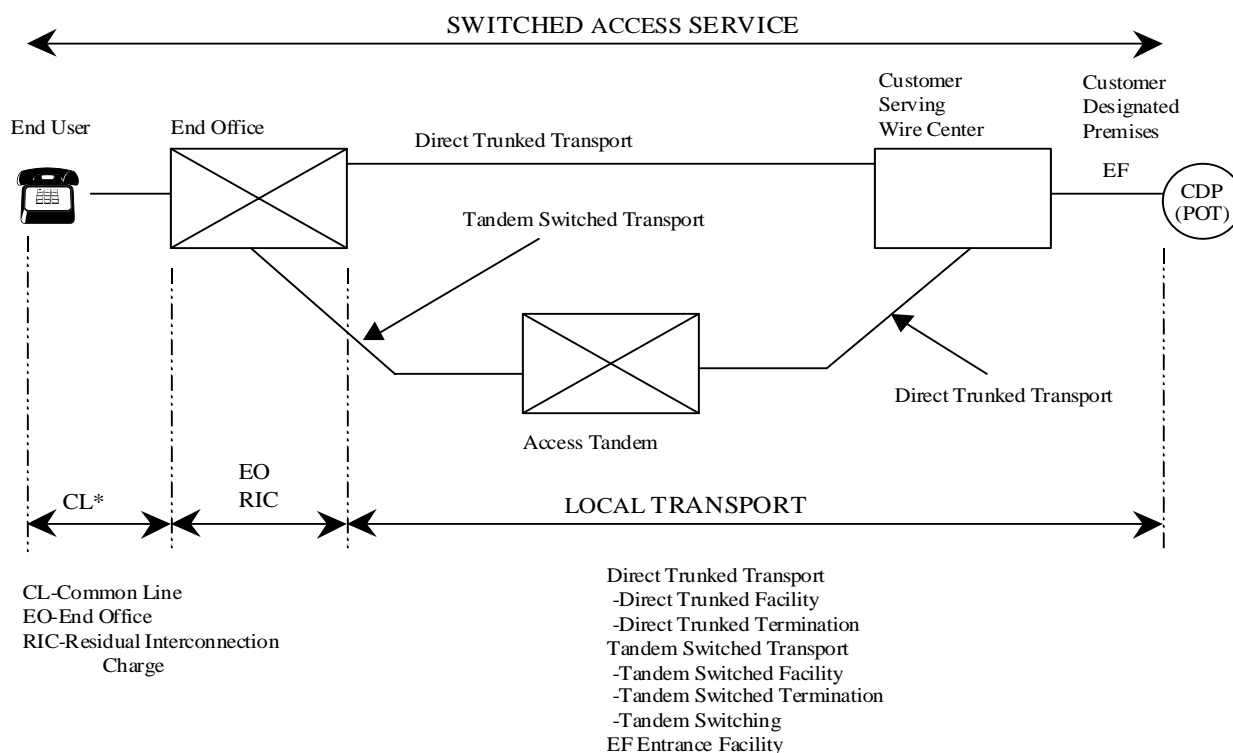 SWITCHED ACCESS SERVICE
End User
End Office
Direct Trunked Transport
Customer
Serving
Wire Center
Customer
Designated
Premises
EF
CDP
(POT)
Tandem Switched Transport
Direct Trunked Transport
Access Tandem
CL*
EO
RIC
LOCAL TRANSPORT
CL-Common Line
EO-End Office
RIC-Residual Interconnection
Charge
Direct Trunked Transport
-Direct Trunked Facility
-Direct Trunked Termination
Tandem Switched Transport
-Tandem Switched Facility
-Tandem Switched Termination
-Tandem Switching
EF Entrance Facility